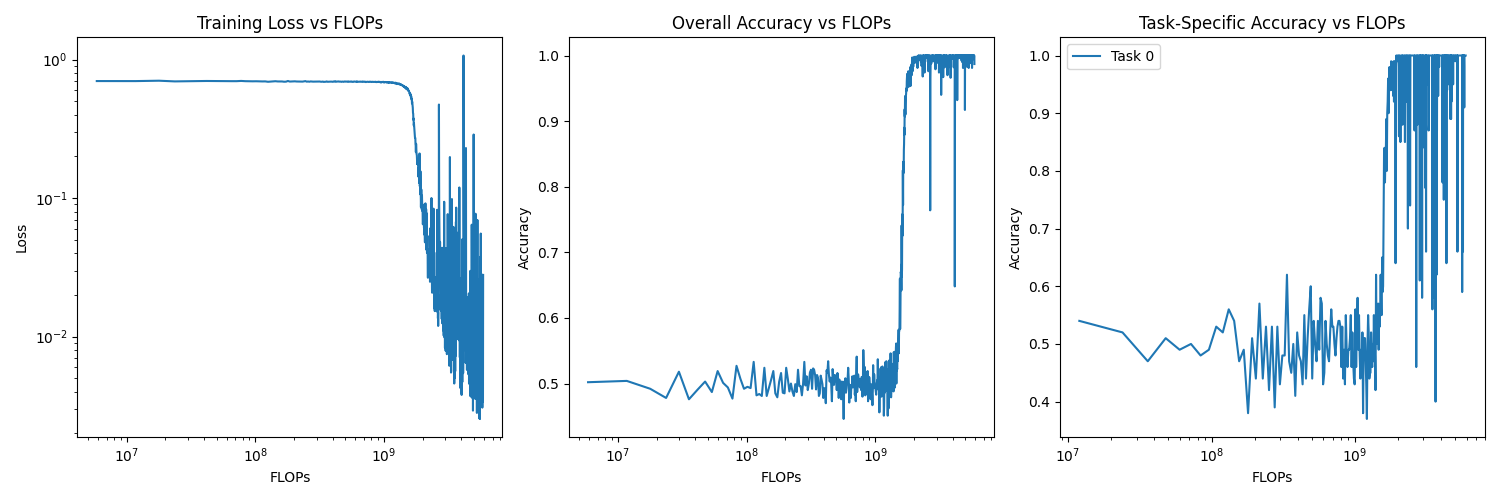 Training Loss vs FLOPs
10⁰
10⁻¹
10⁻²
Loss
10⁷ 10⁸ 10⁹
FLOPs
Overall Accuracy vs FLOPs
1.0
0.9
0.8
0.7
0.6
0.5
Accuracy
10⁷ 10⁸ 10⁹
FLOPs
Task-Specific Accuracy vs FLOPs
Task 0
1.0
0.9
0.8
0.7
0.6
0.5
0.4
Accuracy
10⁷ 10⁸ 10⁹
FLOPs